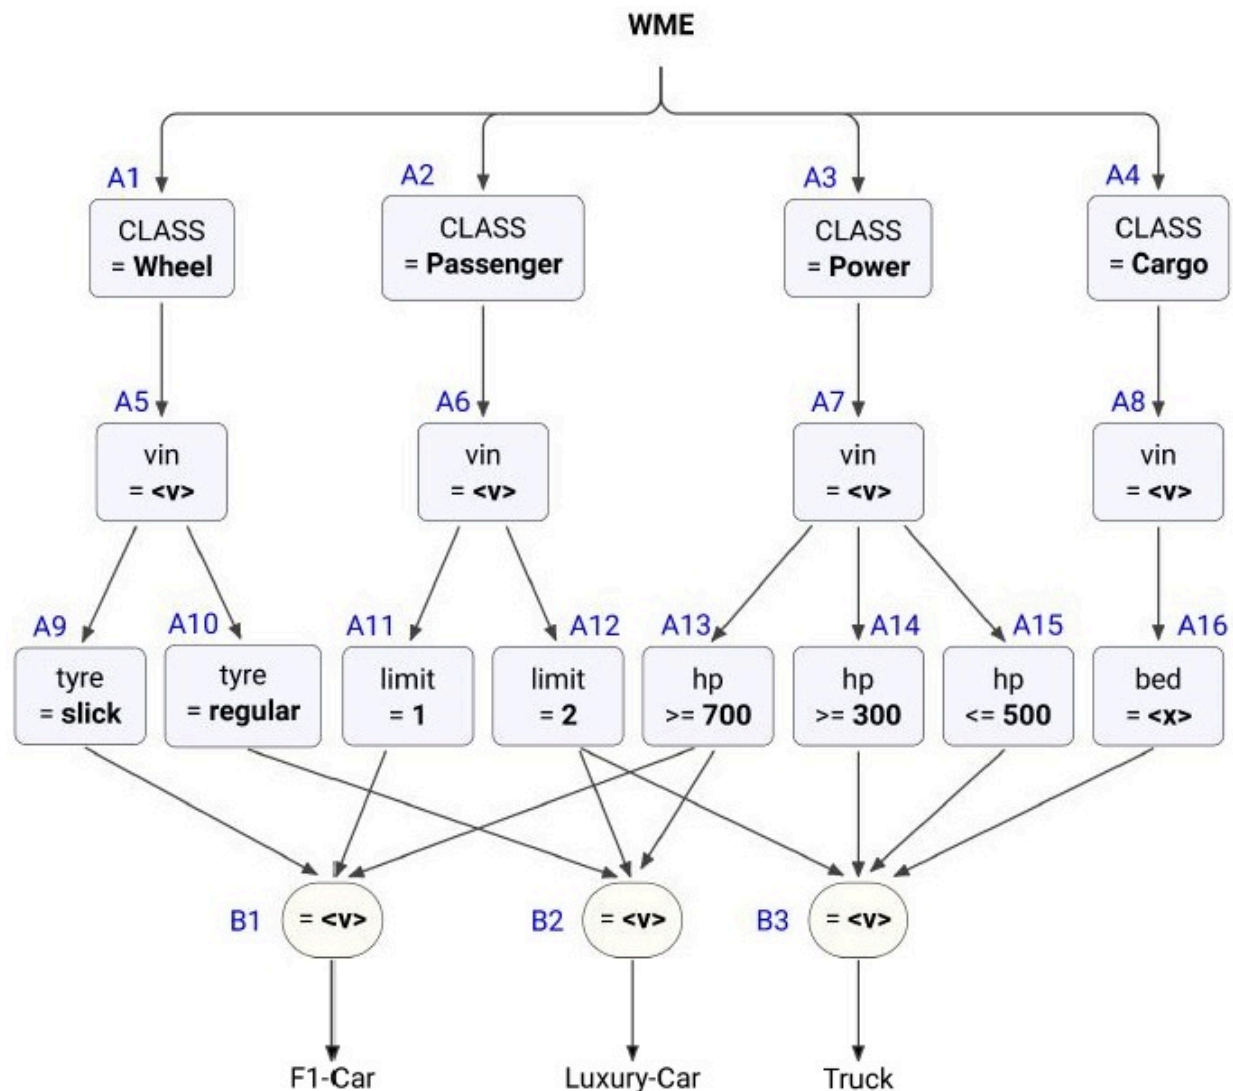 WME
A1
A2
A3
A4
CLASS
= Wheel
CLASS
= Passenger
CLASS
= Power
CLASS
= Cargo
A5
A6
A7
A8
vin
= <v>
vin
= <v>
vin
= <v>
vin
= <v>
A9
A10
A11
A12
A13
A14
A15
A16
tyre
= slick
tyre
= regular
limit
= 1
limit
= 2
hp
>= 700
hp
>= 300
hp
<= 500
bed
= <x>
B1
= <v>
B2
= <v>
B3
= <v>
F1-Car
Luxury-Car
Truck